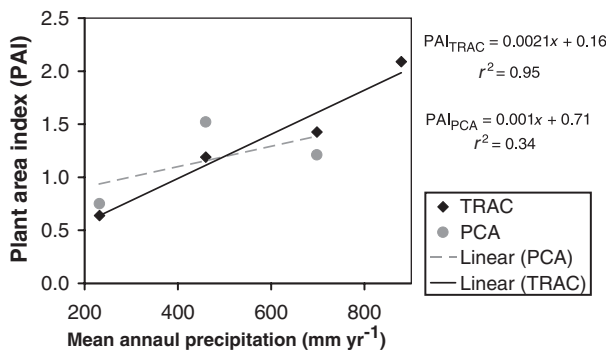 Plant area index (PAI)
2.5
2.0
1.5
1.0
0.5
0.0
200
400
600
800
Mean annaul precipitation (mm yr⁻¹)
PAI_TRAC = 0.0021x + 0.16
r² = 0.95
PAI_PCA = 0.001x + 0.71
r² = 0.34
TRAC
PCA
Linear (PCA)
Linear (TRAC)